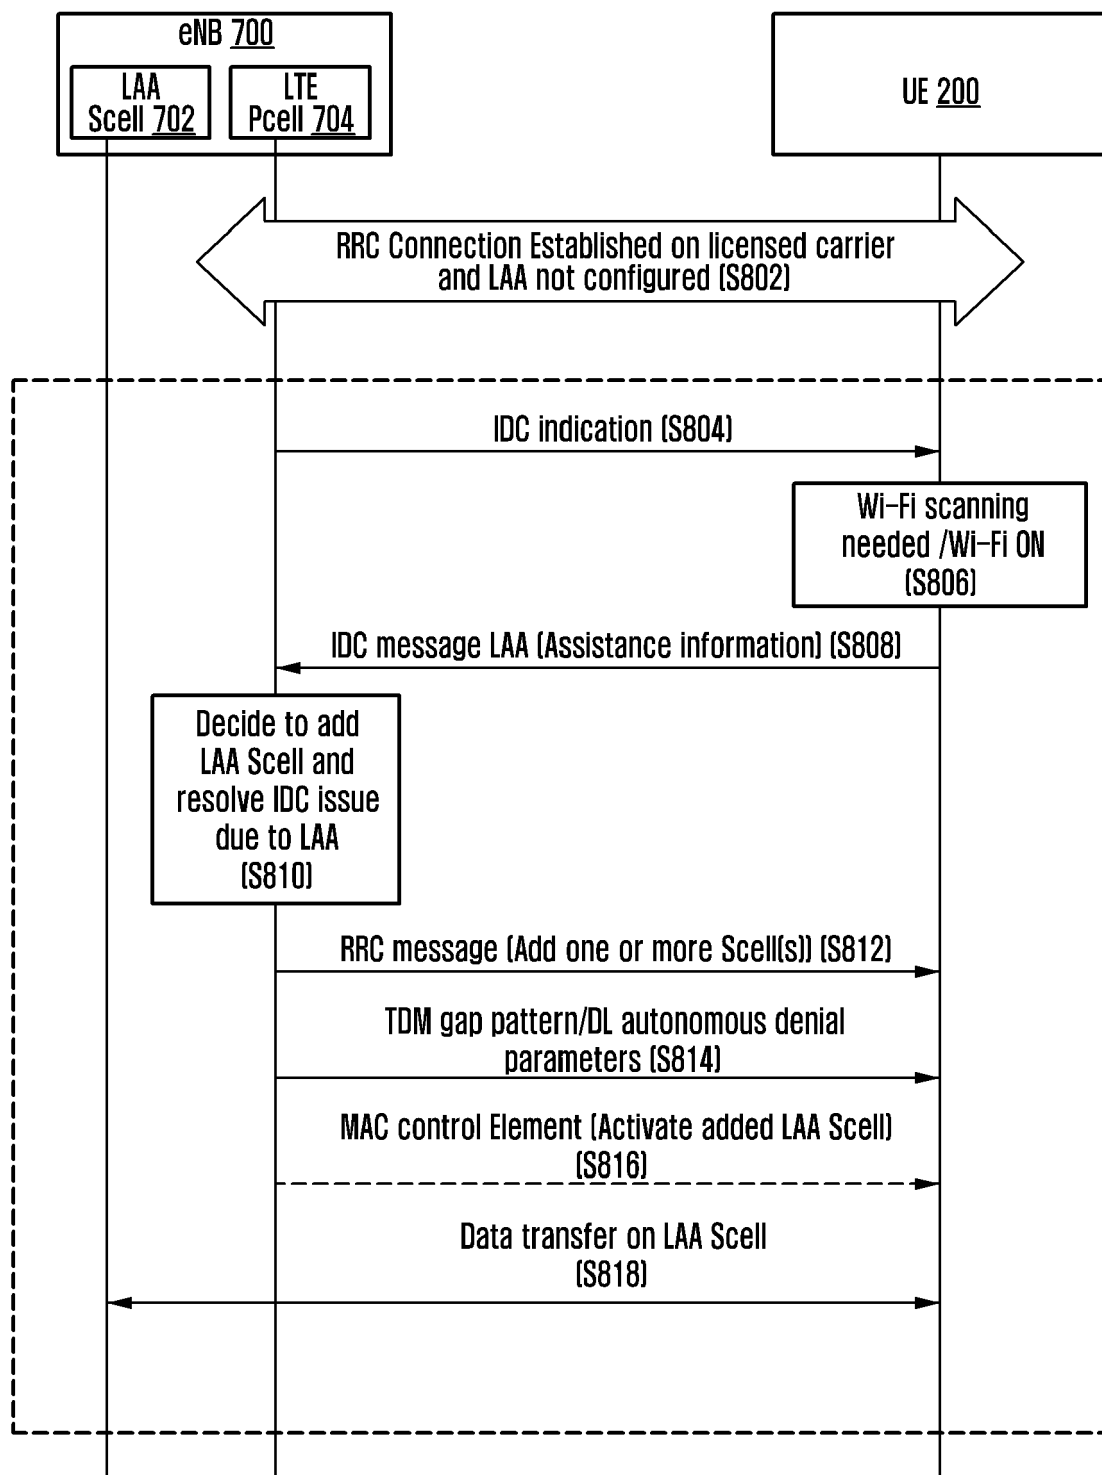 eNB 700
LAA
Scell 702
LTE
Pcell 704
UE 200
RRC Connection Established on licensed carrier
and LAA not configured (S802)
IDC indication (S804)
Wi-Fi scanning
needed /Wi-Fi ON
(S806)
IDC message LAA (Assistance information) (S808)
Decide to add
LAA Scell and
resolve IDC issue
due to LAA
(S810)
RRC message (Add one or more Scell(s)) (S812)
TDM gap pattern/DL autonomous denial
parameters (S814)
MAC control Element (Activate added LAA Scell)
(S816)
Data transfer on LAA Scell
(S818)